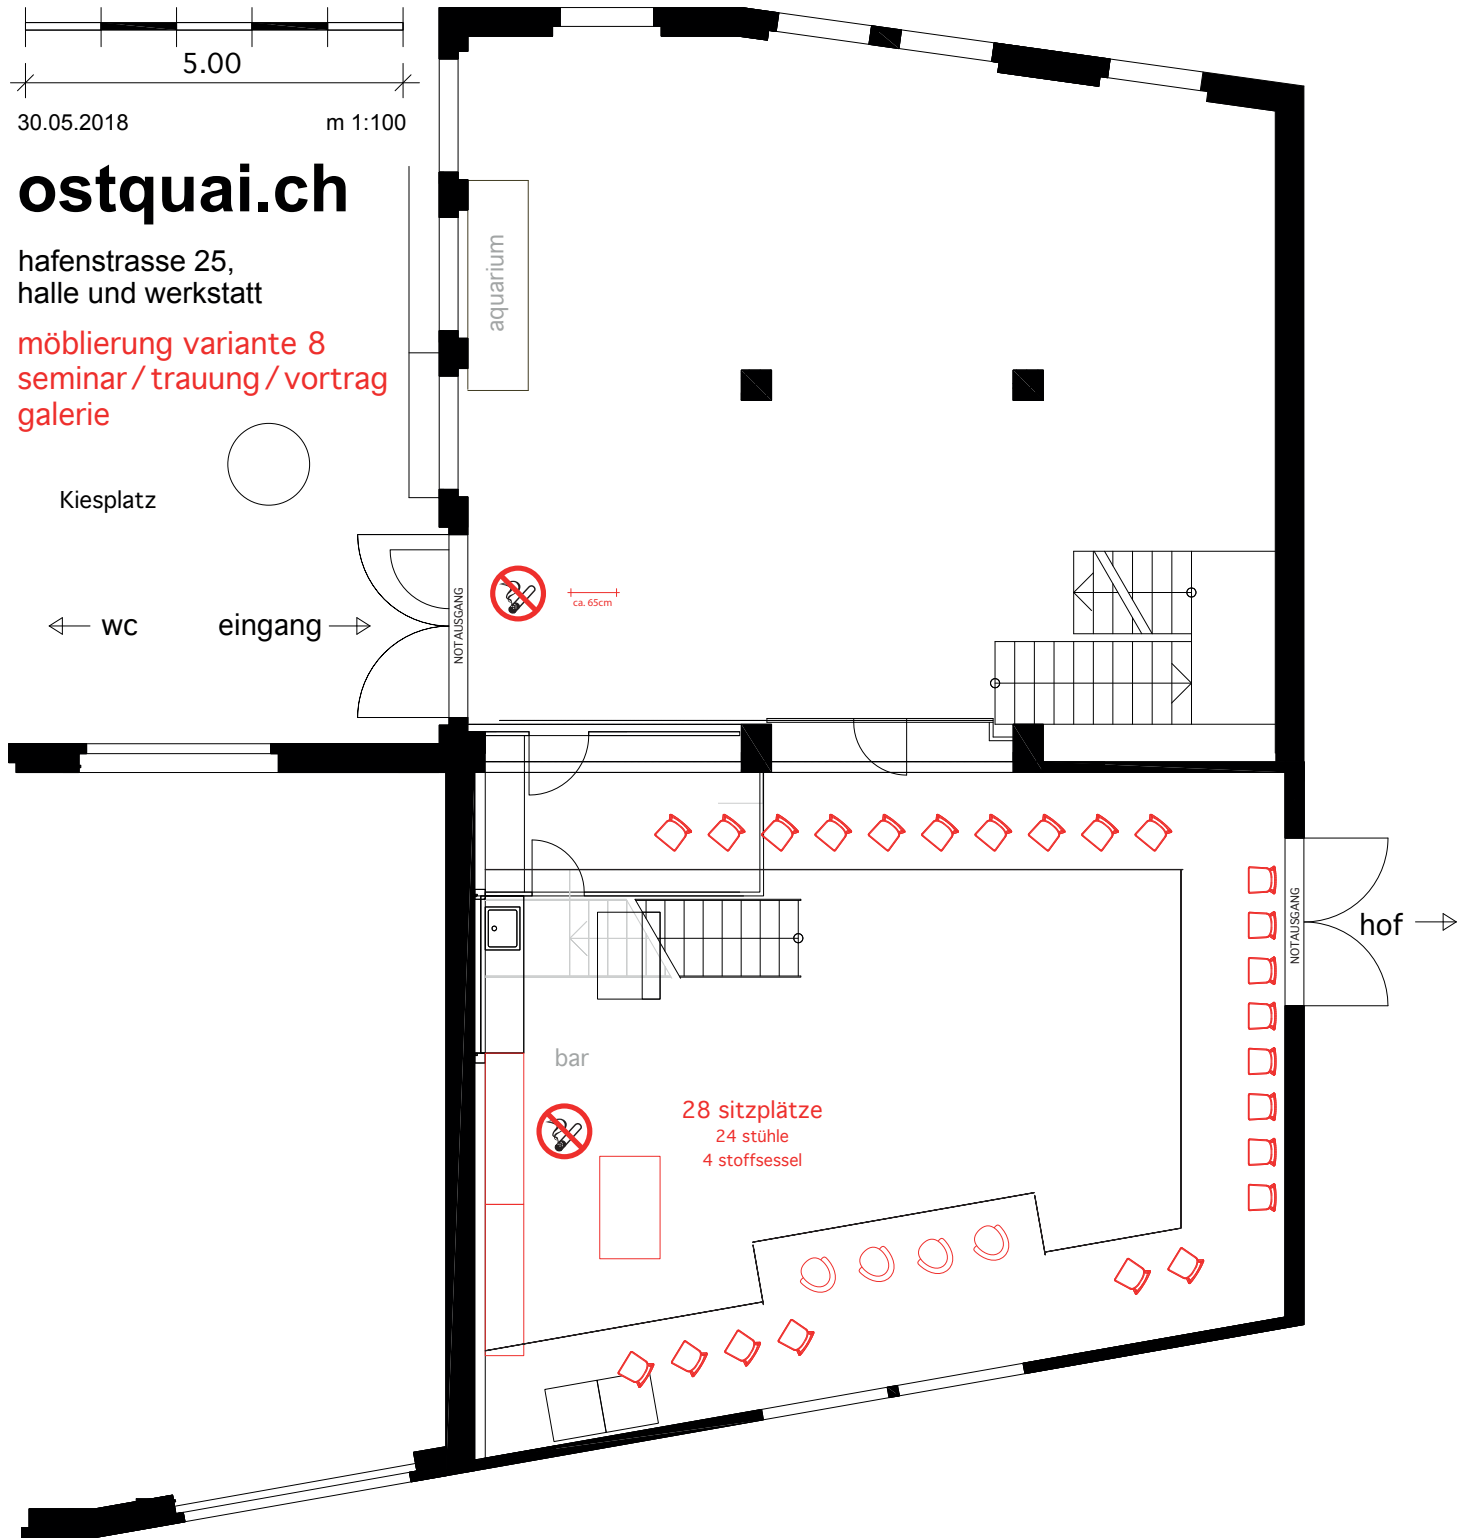 5.00
30.05.2018
m 1:100
ostquai.ch
hafenstrasse 25,
halle und werkstatt
möblierung variante 8
seminar / trauung / vortrag
galerie
aquarium
Kiesplatz
wc
eingang
NOTAUSGANG
ca. 65cm
NOTAUSGANG
hof
bar
28 sitzplätze
24 stühle
4 stoffsessel